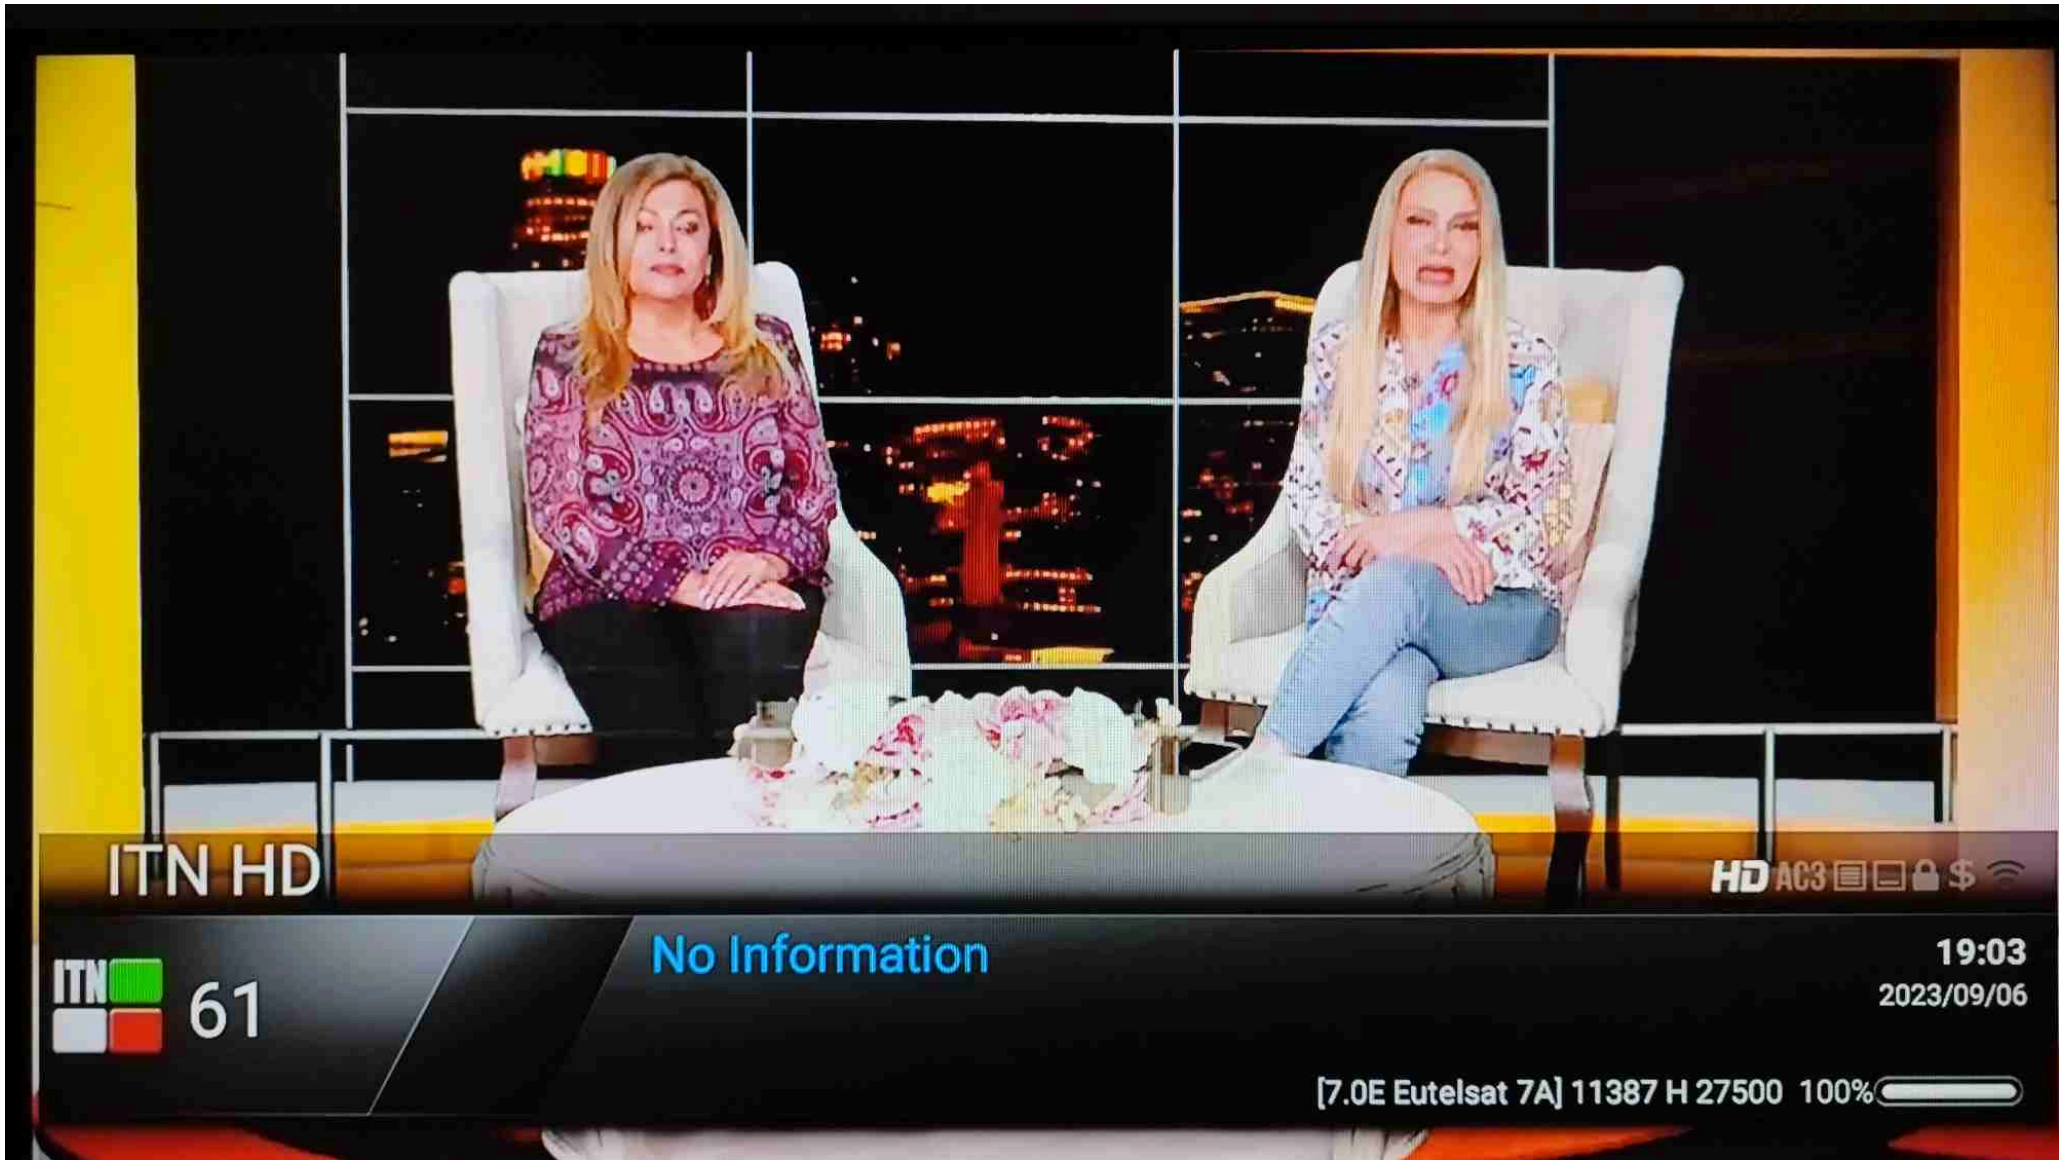 ITN HD
HD AC3 $
ITN
61
No Information
19:03
2023/09/06
[7.0E Eutelsat 7A] 11387 H 27500 100%